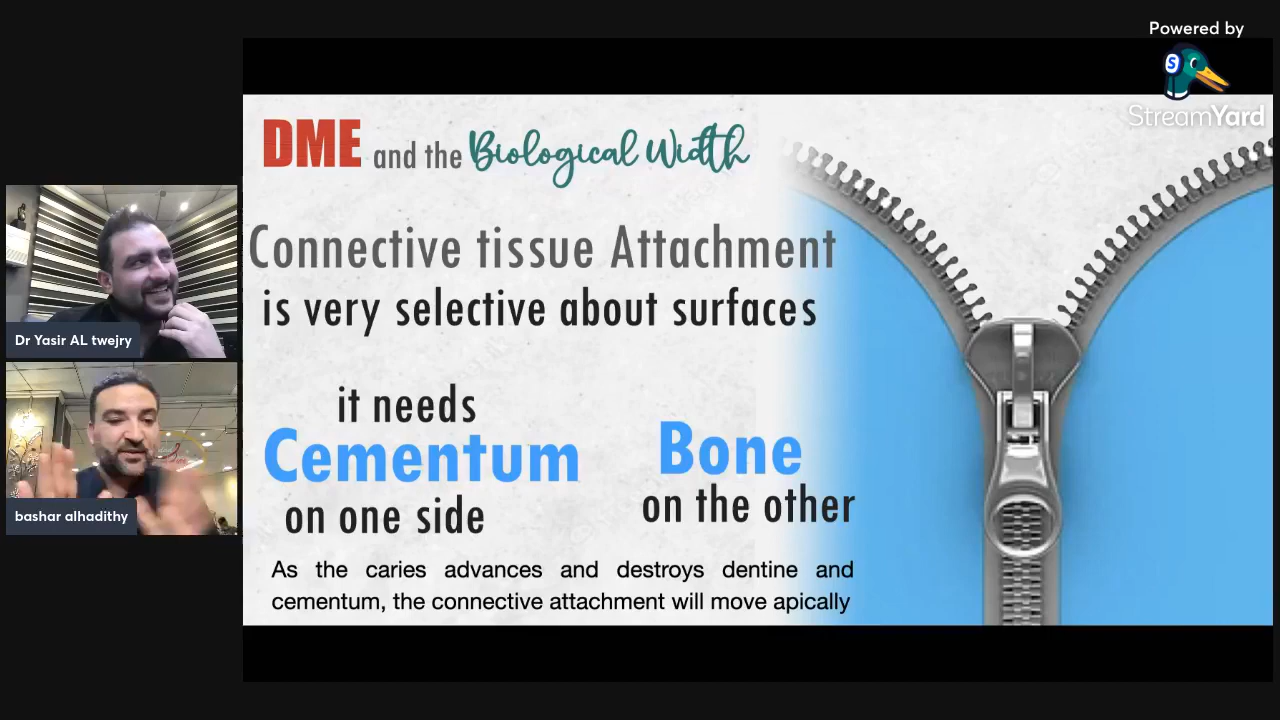 Powered by
S
StreamYard
DME and the Biological Width
Connective tissue Attachment
is very selective about surfaces
it needs
Cementum
on one side
Bone
on the other
As the caries advances and destroys dentine and
cementum, the connective attachment will move apically
Dr Yasir AL twejry
bashar alhadithy